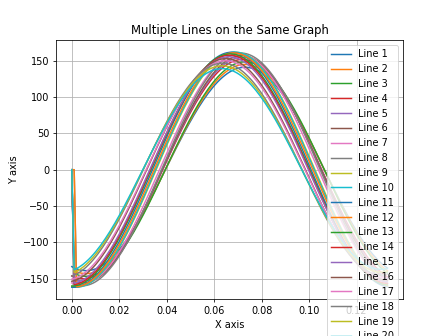 Multiple Lines on the Same Graph
Y axis
150
100
50
0
−50
−100
−150
0.00
0.02
0.04
0.06
0.08
0.10
X axis
Line 1
Line 2
Line 3
Line 4
Line 5
Line 6
Line 7
Line 8
Line 9
Line 10
Line 11
Line 12
Line 13
Line 14
Line 15
Line 16
Line 17
Line 18
Line 19
Line 20